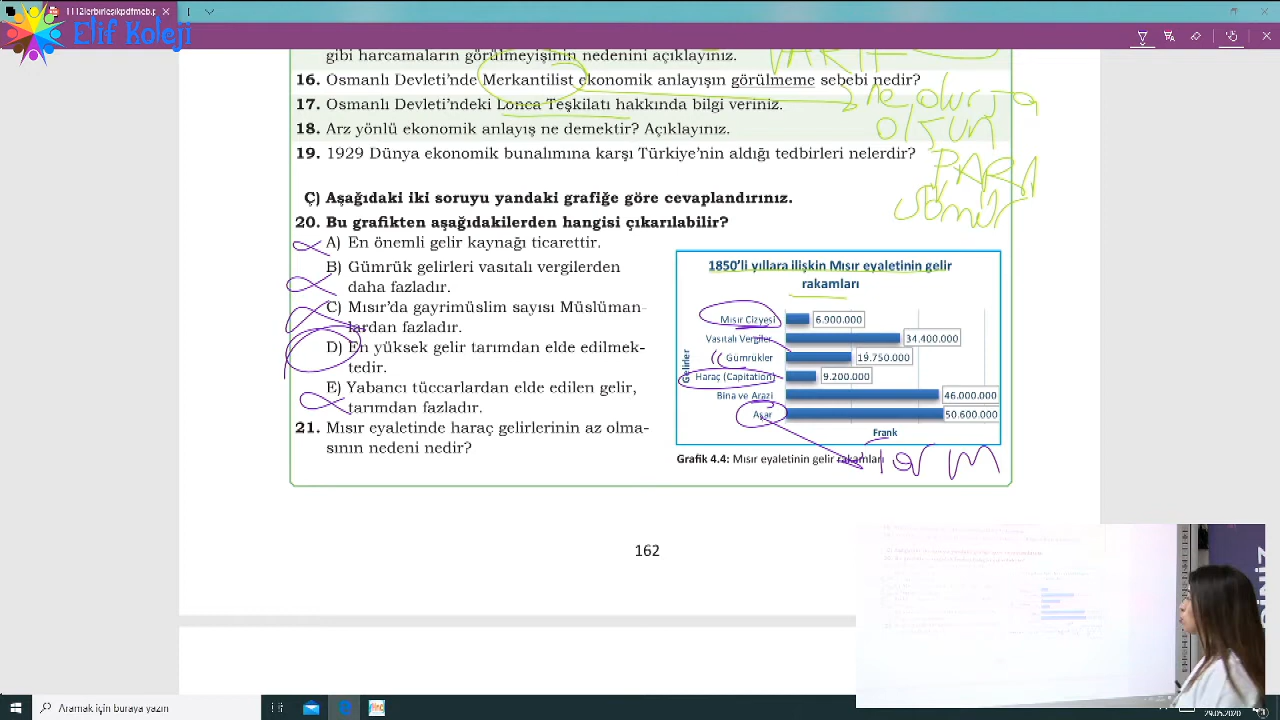 1112lerbirleşikpdfmeb.p
Elif Koleji
gibi harcamaların görülmeyişinin nedenini açıklayınız.
16. Osmanlı Devleti’nde Merkantilist ekonomik anlayışın görülmeme sebebi nedir?
17. Osmanlı Devleti’ndeki Lonca Teşkilatı hakkında bilgi veriniz.
18. Arz yönlü ekonomik anlayış ne demektir? Açıklayınız.
19. 1929 Dünya ekonomik bunalımına karşı Türkiye’nin aldığı tedbirleri nelerdir?
ne olursa
olsun
PARA
sömür
Ç) Aşağıdaki iki soruyu yandaki grafiğe göre cevaplandırınız.
20. Bu grafikten aşağıdakilerden hangisi çıkarılabilir?
A) En önemli gelir kaynağı ticarettir.
B) Gümrük gelirleri vasıtalı vergilerden
daha fazladır.
C) Mısır’da gayrimüslim sayısı Müslüman-
lardan fazladır.
D) En yüksek gelir tarımdan elde edilmek-
tedir.
E) Yabancı tüccarlardan elde edilen gelir,
tarımdan fazladır.
21. Mısır eyaletinde haraç gelirlerinin az olma-
sının nedeni nedir?
1850’li yıllara ilişkin Mısır eyaletinin gelir
rakamları
Gelirler
Mısır Cizyesi 6.900.000
Vasıtalı Vergiler 34.400.000
Gümrükler 19.750.000
Haraç (Capitation) 9.200.000
Bina ve Arazi 46.000.000
Aşar 50.600.000
Frank
Grafik 4.4: Mısır eyaletinin gelir rakamları
162
Aramak için buraya yazın
29.05.2020